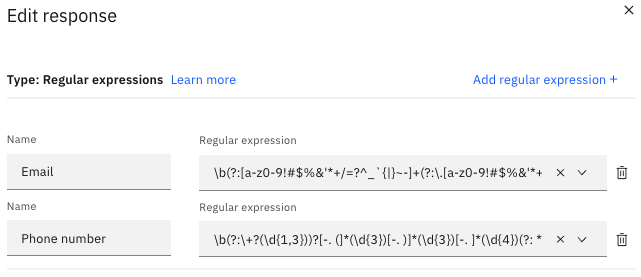 Edit response
Type: Regular expressions Learn more Add regular expression +
Name Regular expression
Email \b(?:[a-z0-9!#$%&'*+/=?^_`{|}~-]+(?:\.[a-z0-9!#$%&'*+
Name Regular expression
Phone number \b(?:\+?(\d{1,3}))?[-. (]*(\d{3})[-. )]*(\d{3})[-. ]*(\d{4})(?: *